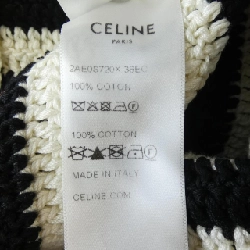 CELINE
PARIS
100% COTON
100% COTTON
MADE IN ITALY
CELINE.COM